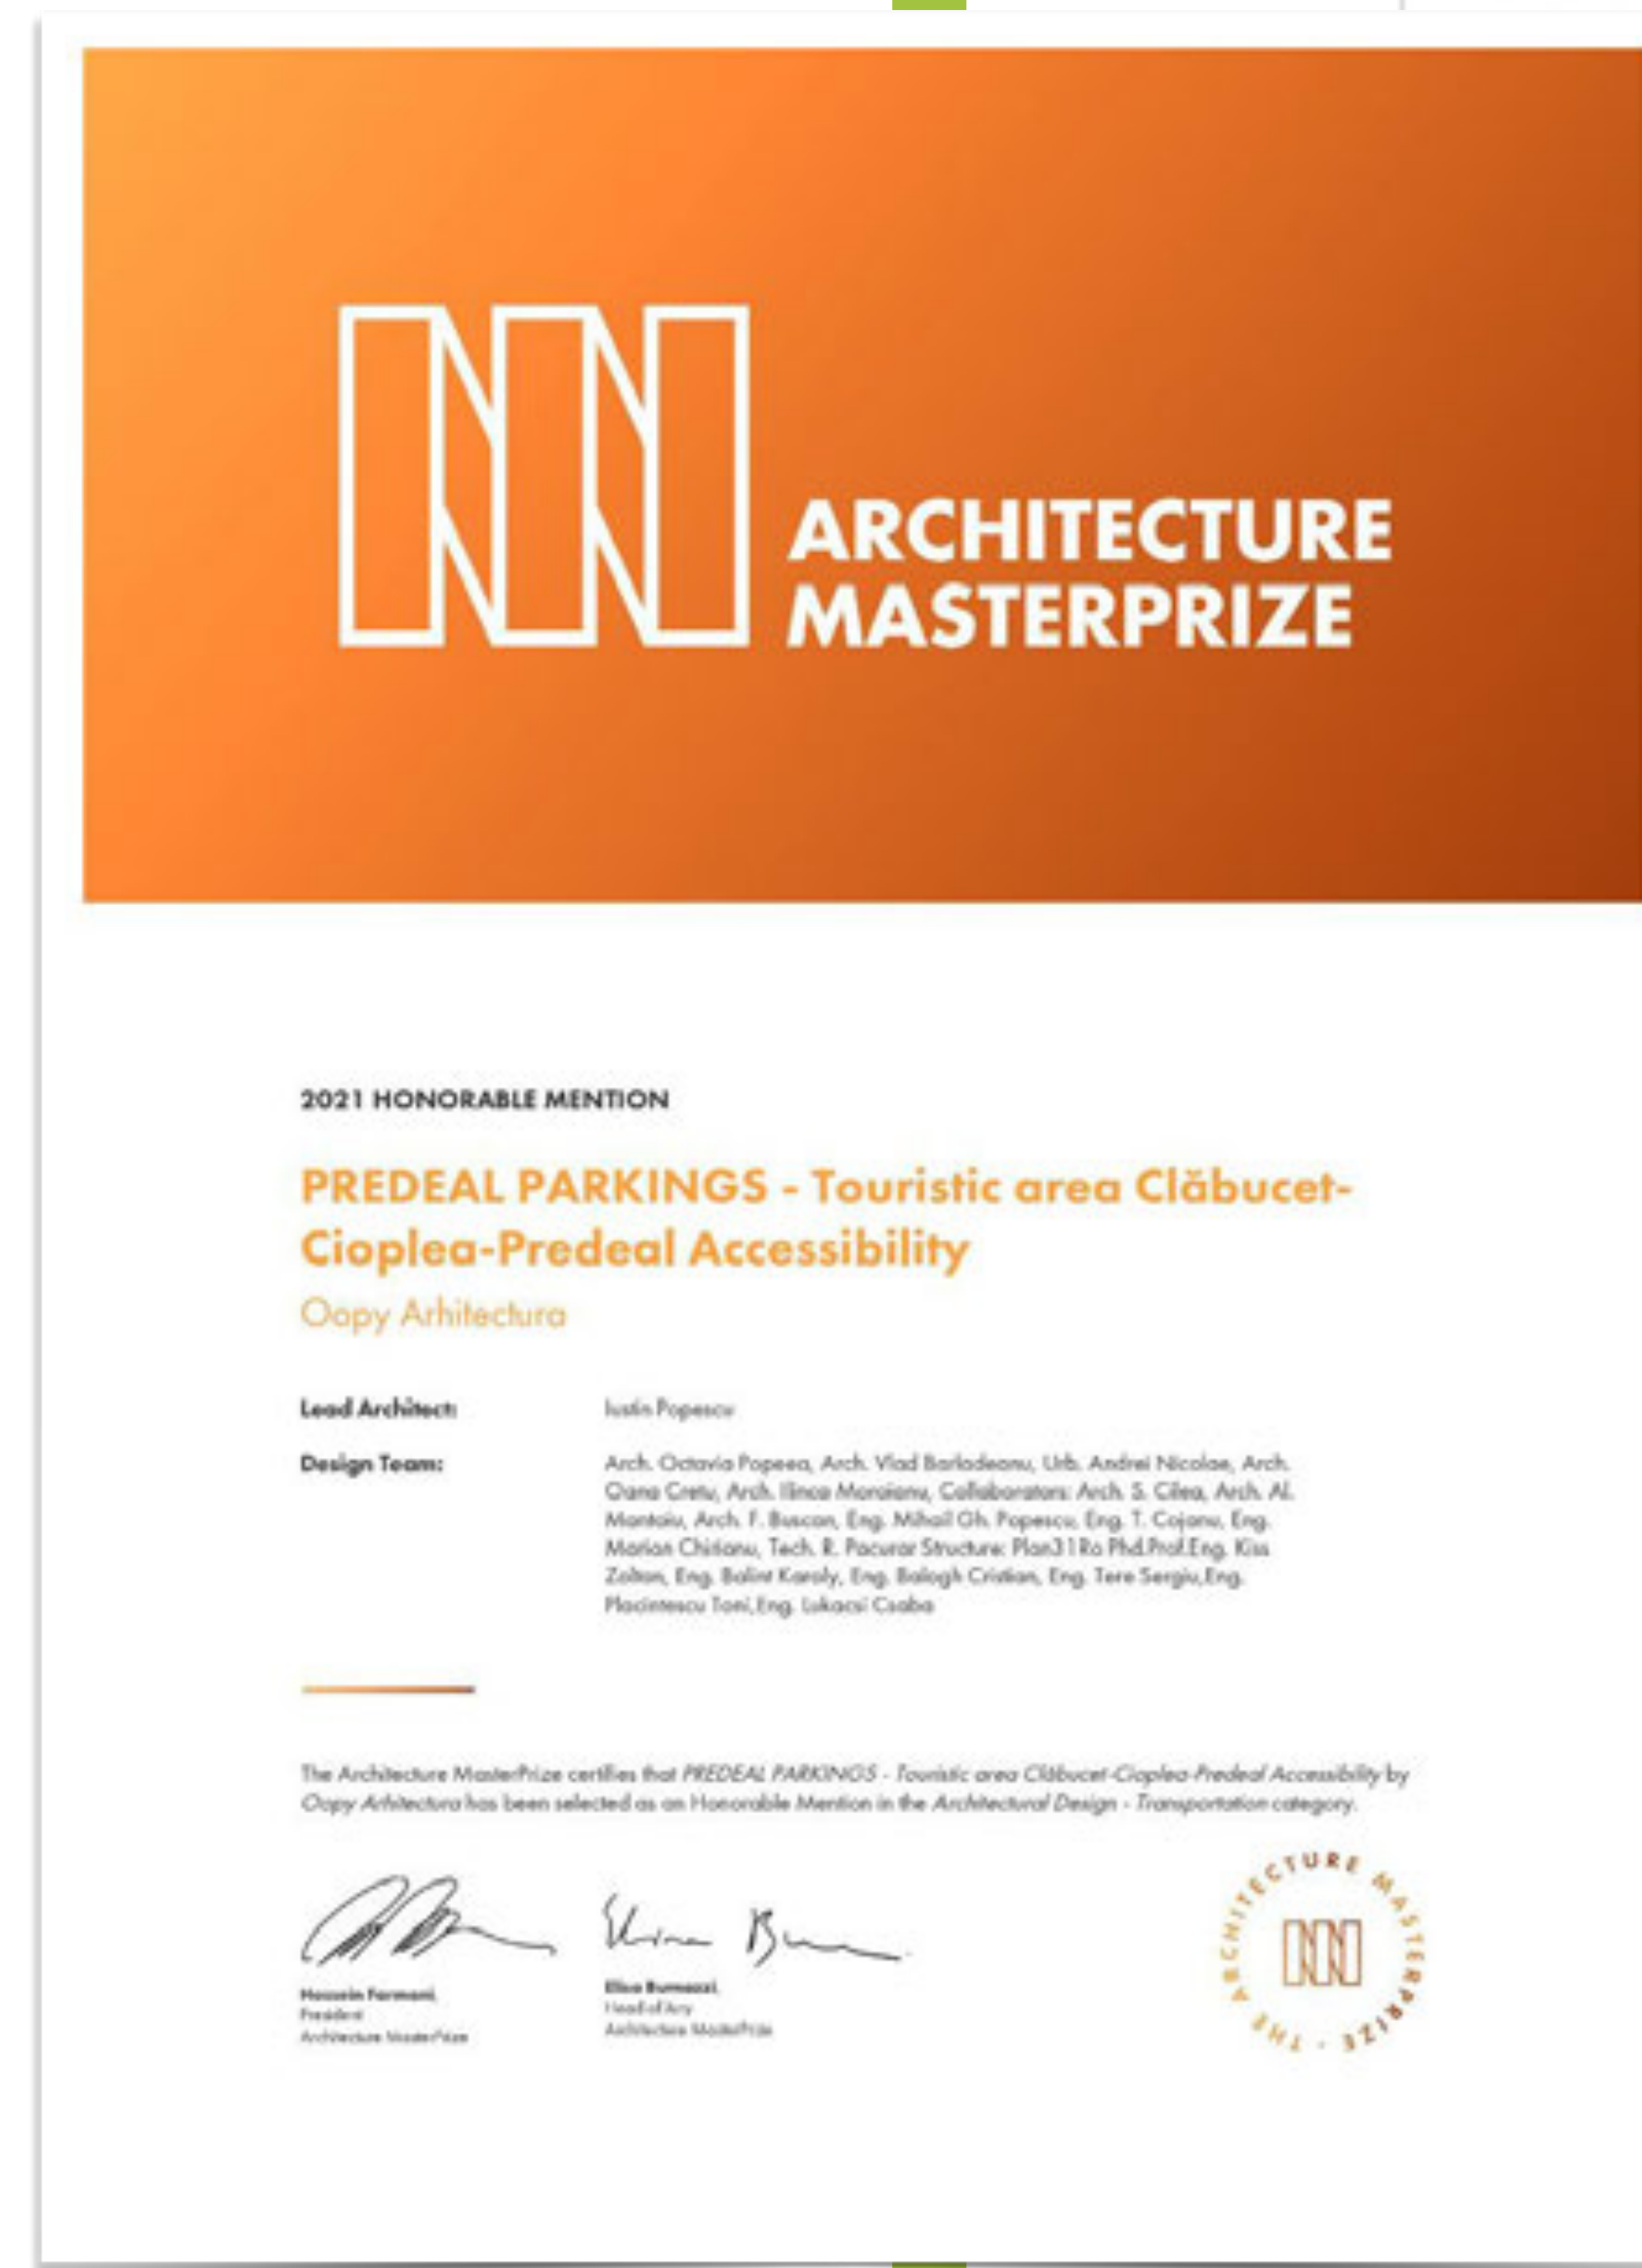 ARCHITECTURE
MASTERPRIZE
2021 HONORABLE MENTION
PREDEAL PARKINGS - Touristic area Clăbucet-
Cioplea-Predeal Accessibility
Oopy Arhitectura
Lead Architect: Iustin Popescu
Design Team: Arch. Octavia Popeea, Arch. Vlad Barladeanu, Urb. Andrei Nicolae, Arch.
Oana Cretu, Arch. Ilinca Moraianu, Collaborators: Arch. S. Cilea, Arch. Al.
Mantaiu, Arch. F. Buscan, Eng. Mihail Gh. Popescu, Eng. T. Cojanu, Eng.
Marian Chirianu, Tech. R. Pacurar Structure: Plan31Ro Phd.Prof.Eng. Kiss
Zoltan, Eng. Balint Karoly, Eng. Balogh Cristian, Eng. Tere Sergiu,Eng.
Placintescu Toni,Eng. Lukacsi Csaba
The Architecture MasterPrize certifies that PREDEAL PARKINGS - Touristic area Clăbucet-Cioplea-Predeal Accessibility by
Oopy Arhitectura has been selected as an Honorable Mention in the Architectural Design - Transportation category.
Hossein Farmani,
President
Architecture MasterPrize
Head of Jury
Architecture MasterPrize
THE ARCHITECTURE MASTERPRIZE